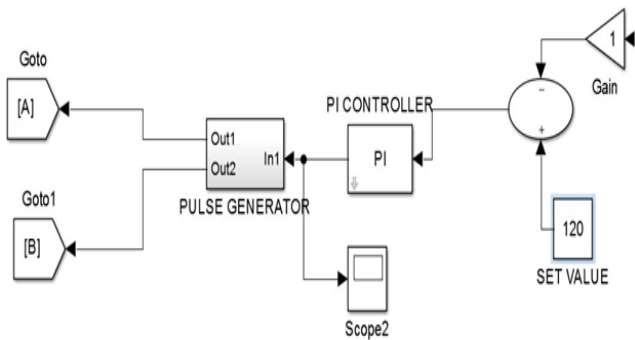 Goto
[A]
Goto1
[B]
Out1
Out2
In1
PULSE GENERATOR
PI CONTROLLER
PI
Scope2
1
Gain
−
+
120
SET VALUE